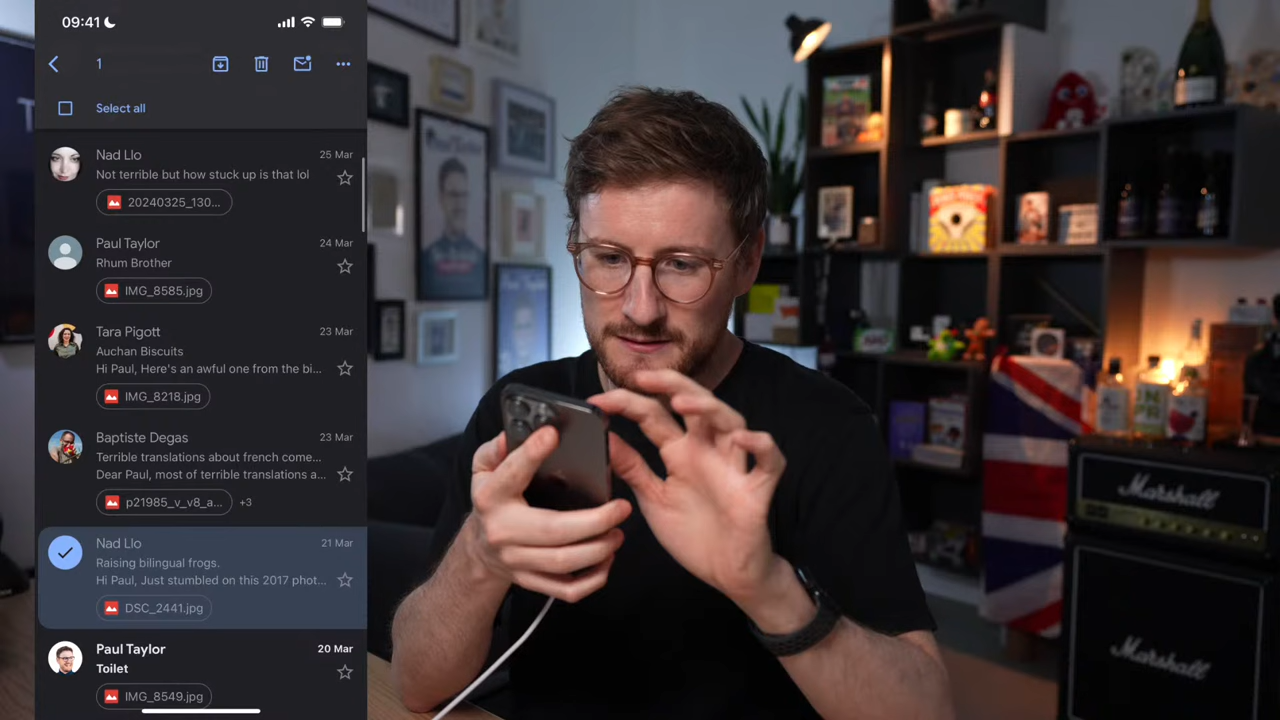 09:41
1
Select all
Nad Llo
25 Mar
Not terrible but how stuck up is that lol
20240325_130...
Paul Taylor
24 Mar
Rhum Brother
IMG_8585.jpg
Tara Pigott
23 Mar
Auchan Biscuits
Hi Paul, Here's an awful one from the bi...
IMG_8218.jpg
Baptiste Degas
23 Mar
Terrible translations about french come...
Dear Paul, most of terrible translations a...
p21985_v_v8_a...
+3
Nad Llo
21 Mar
Raising bilingual frogs.
Hi Paul, Just stumbled on this 2017 phot...
DSC_2441.jpg
Paul Taylor
20 Mar
Toilet
IMG_8549.jpg
Marshall
Marshall